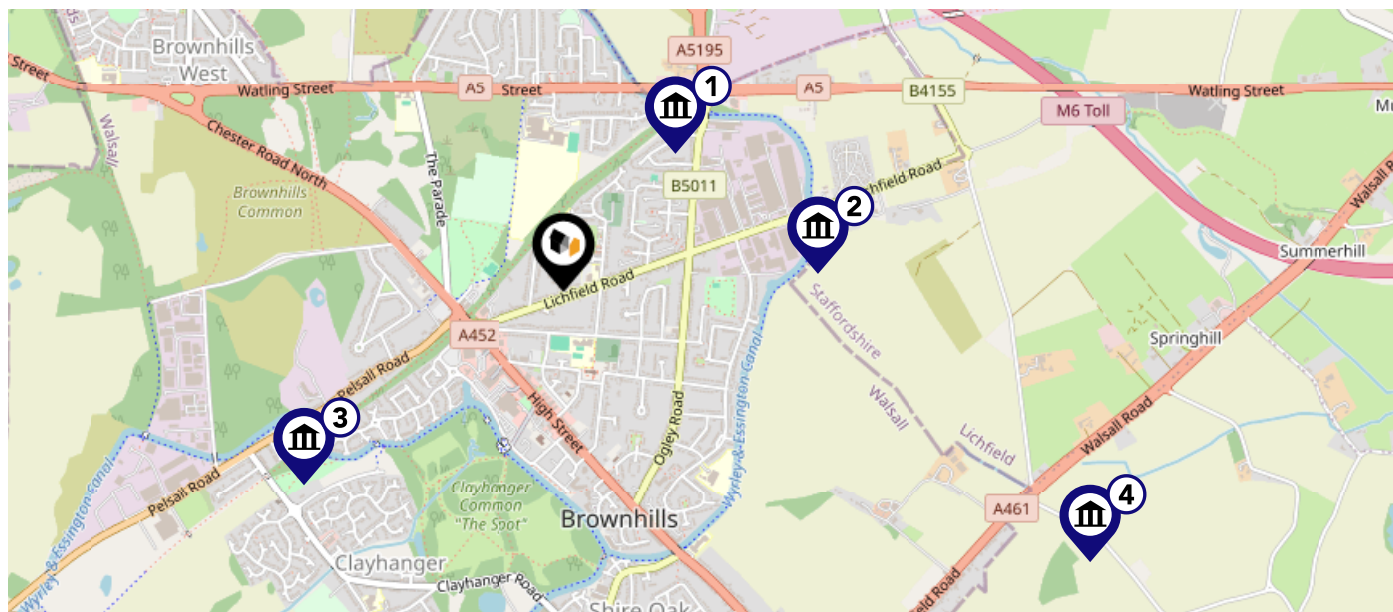 Brownhills
West
Street
Watling Street
A5
Street
A5195
1
A5
B4155
Watling Street
M6 Toll
Walsall
Chester Road North
The Parade
Brownhills
Common
B5011
2
Lichfield Road
chfield Road
Walsall R
Summerhill
A452
Staffordshire
Walsall
Springhill
Pelsall Road
3
High Street
Ogley Road
Wyrley & Essington Canal
Lichfield
Walsall Road
4
A461
Pelsall Road
Wyrley & Essington canal
Clayhanger
Common
"The Spot"
Brownhills
Clayhanger
Clayhanger Road
Shire Oak
ld Road